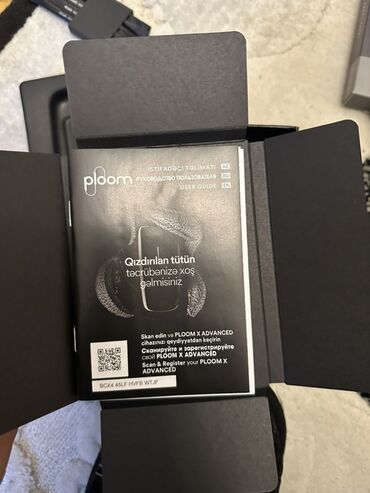 ploom
İSTİFADƏÇİ TƏLİMATI AZ
РУКОВОДСТВО ПОЛЬЗОВАТЕЛЯ RU
USER GUIDE EN
Qızdırılan tütün
təcrübənizə xoş
gəlmisiniz
Skan edin və PLOOM X ADVANCED
cihazınızı qeydiyyatdan keçirin
Сканируйте и зарегистрируйте
свой PLOOM X ADVANCED
Scan & Register your PLOOM X
ADVANCED
BGX4 45LF HVFB WTJF